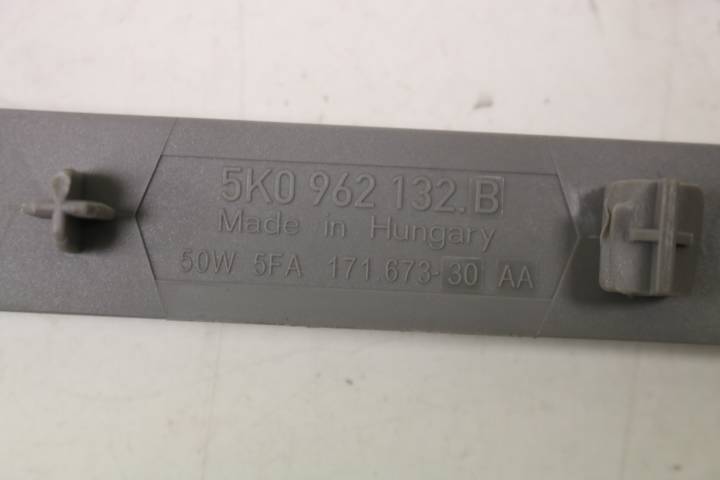 5K0 962 132.B
Made in Hungary
50W 5FA 171.673-30 AA